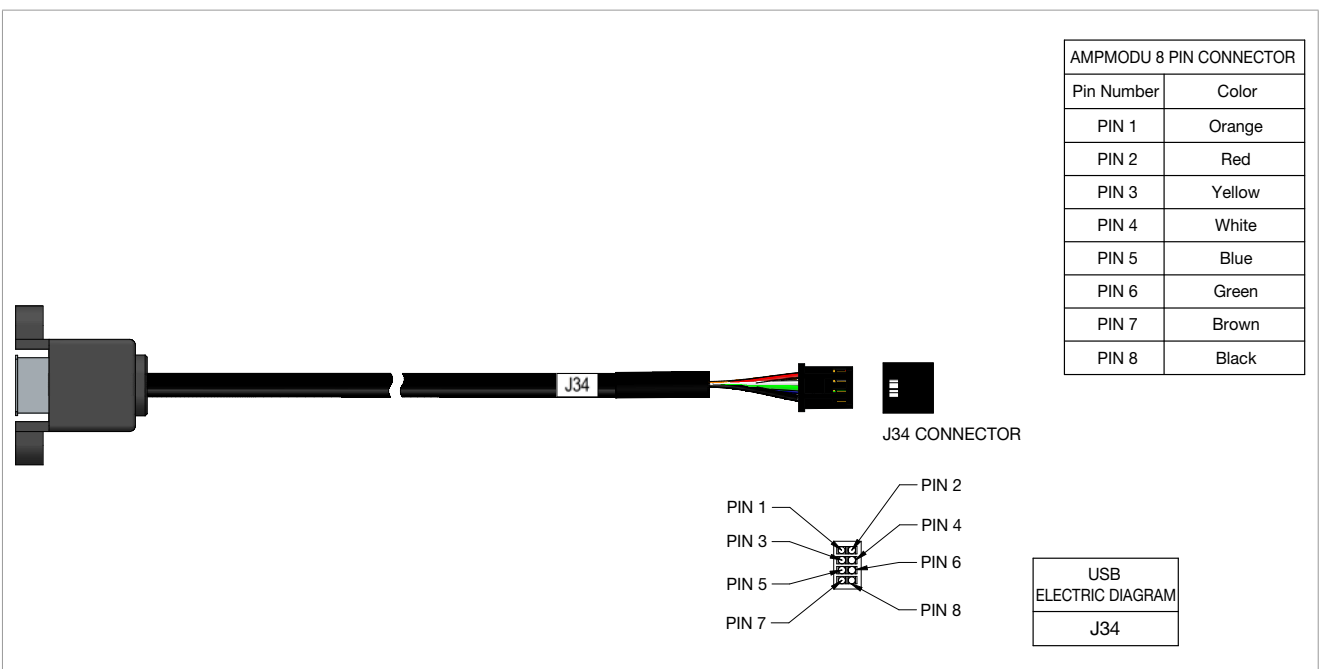 AMPMODU 8 PIN CONNECTOR
Pin Number Color
PIN 1 Orange
PIN 2 Red
PIN 3 Yellow
PIN 4 White
PIN 5 Blue
PIN 6 Green
PIN 7 Brown
PIN 8 Black
J34
J34 CONNECTOR
PIN 1
PIN 2
PIN 3
PIN 4
PIN 5
PIN 6
PIN 7
PIN 8
USB
ELECTRIC DIAGRAM
J34